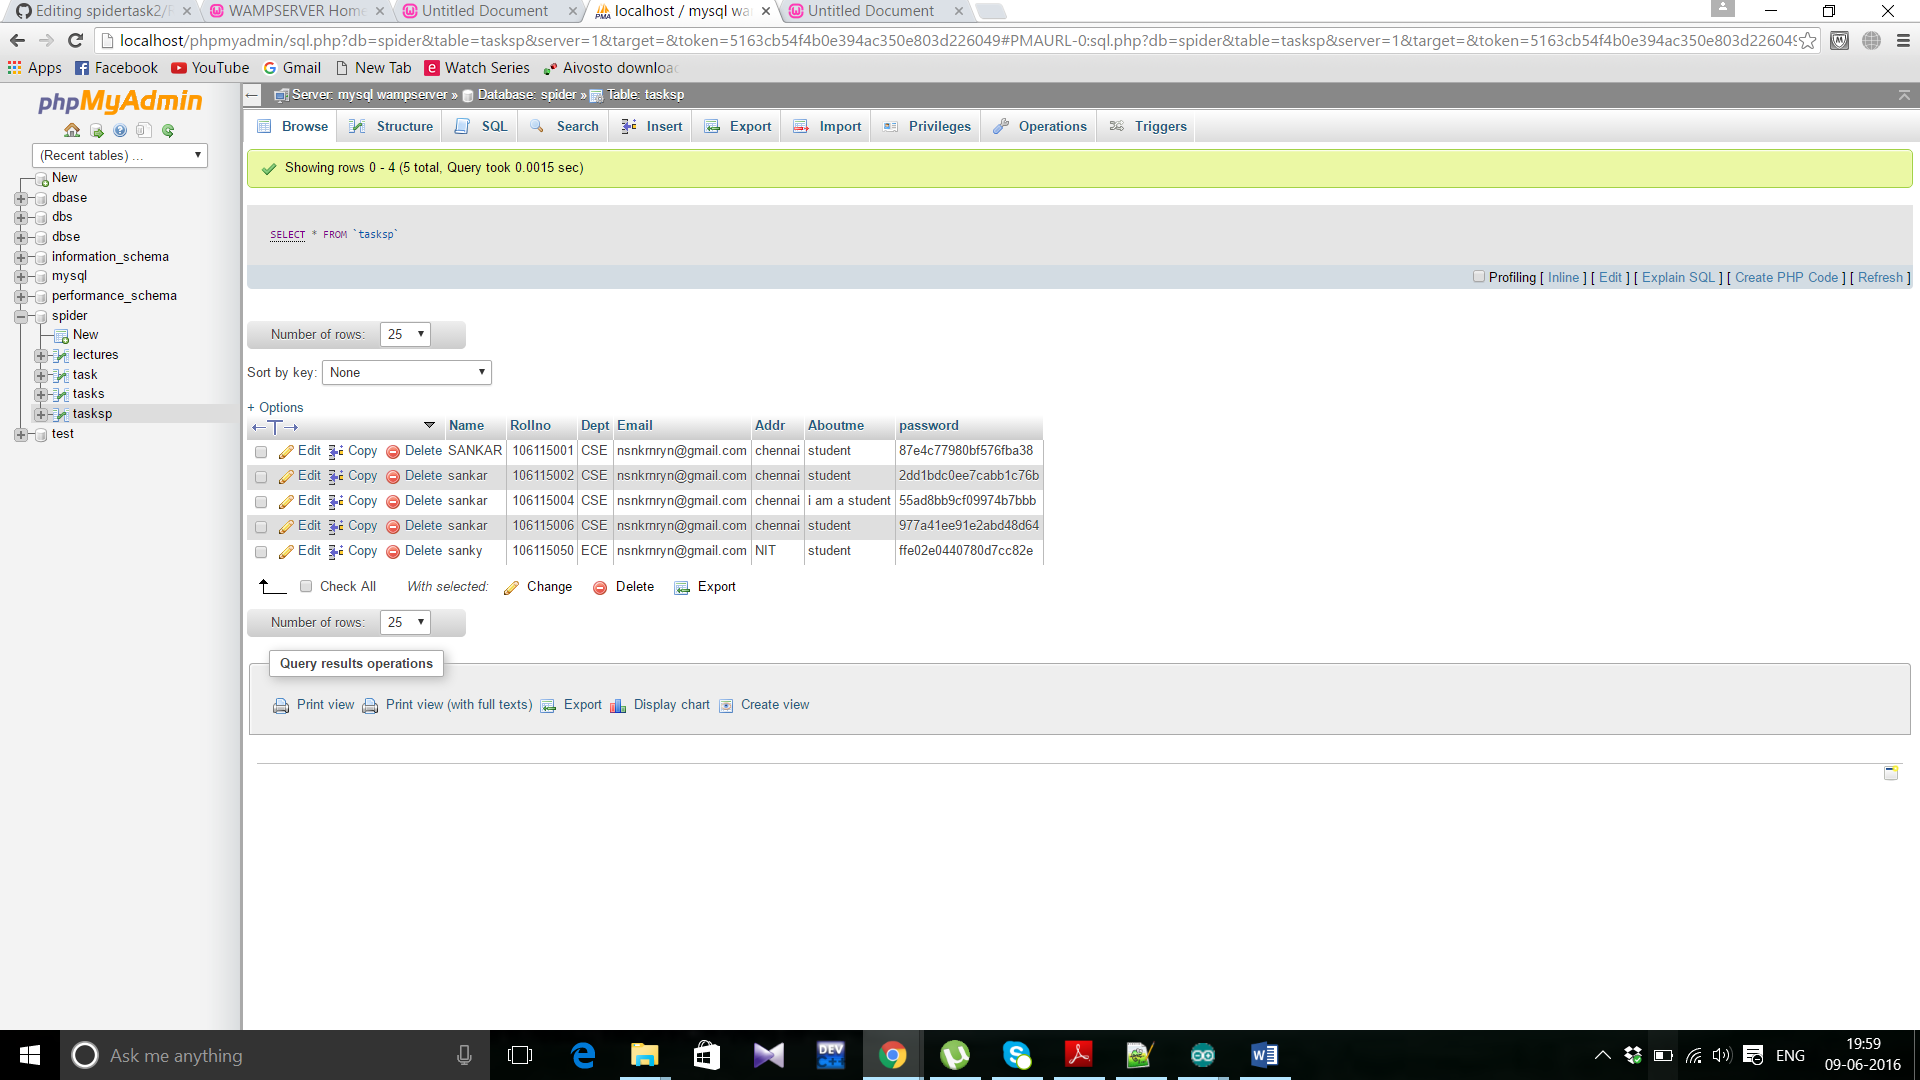 Editing spidertask2/ WAMPSERVER Home Untitled Document localhost / mysql wa Untitled Document
localhost/phpmyadmin/sql.php?db=spider&table=tasksp&server=1&target=&token=5163cb54f4b0e394ac350e803d226049#PMAURL-0:sql.php?db=spider&table=tasksp&server=1&target=&token=5163cb54f4b0e394ac350e803d226049
Apps Facebook YouTube Gmail New Tab Watch Series Aivosto downloa
phpMyAdmin
(Recent tables) ...
New
dbase
dbs
dbse
information_schema
mysql
performance_schema
spider
New
lectures
task
tasks
tasksp
test
Server: mysql wampserver » Database: spider » Table: tasksp
Browse Structure SQL Search Insert Export Import Privileges Operations Triggers
Showing rows 0 - 4 (5 total, Query took 0.0015 sec)
SELECT * FROM `tasksp`
Profiling [ Inline ] [ Edit ] [ Explain SQL ] [ Create PHP Code ] [ Refresh ]
Number of rows: 25
Sort by key: None
+ Options
Name Rollno Dept Email Addr Aboutme password
Edit Copy Delete SANKAR 106115001 CSE nsnkrnryn@gmail.com chennai student 87e4c77980bf576fba38
Edit Copy Delete sankar 106115002 CSE nsnkrnryn@gmail.com chennai student 2dd1bdc0ee7cabb1c76b
Edit Copy Delete sankar 106115004 CSE nsnkrnryn@gmail.com chennai i am a student 55ad8bb9cf09974b7bbb
Edit Copy Delete sankar 106115006 CSE nsnkrnryn@gmail.com chennai student 977a41ee91e2abd48d64
Edit Copy Delete sanky 106115050 ECE nsnkrnryn@gmail.com NIT student ffe02e0440780d7cc82e
Check All With selected: Change Delete Export
Number of rows: 25
Query results operations
Print view Print view (with full texts) Export Display chart Create view
Ask me anything DEV C++ ENG 19:59
09-06-2016